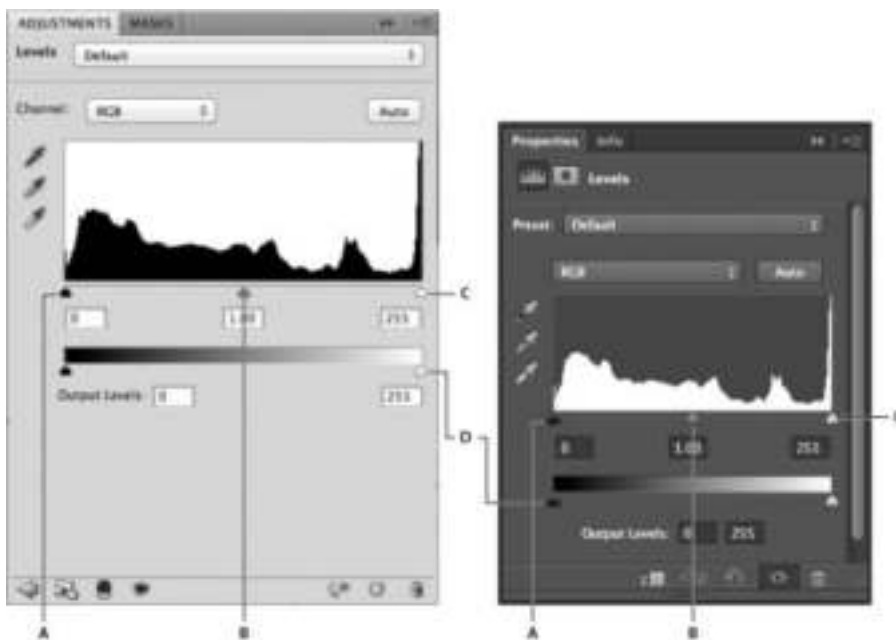 ADJUSTMENTS MASKS
Levels Default
Channel: RGB Auto
0 1.00 255
Output Levels: 0 255
A B
C
D
Properties Info
Levels
Preset: Default
RGB Auto
0 1.00 255
Output Levels: 0 255
A B